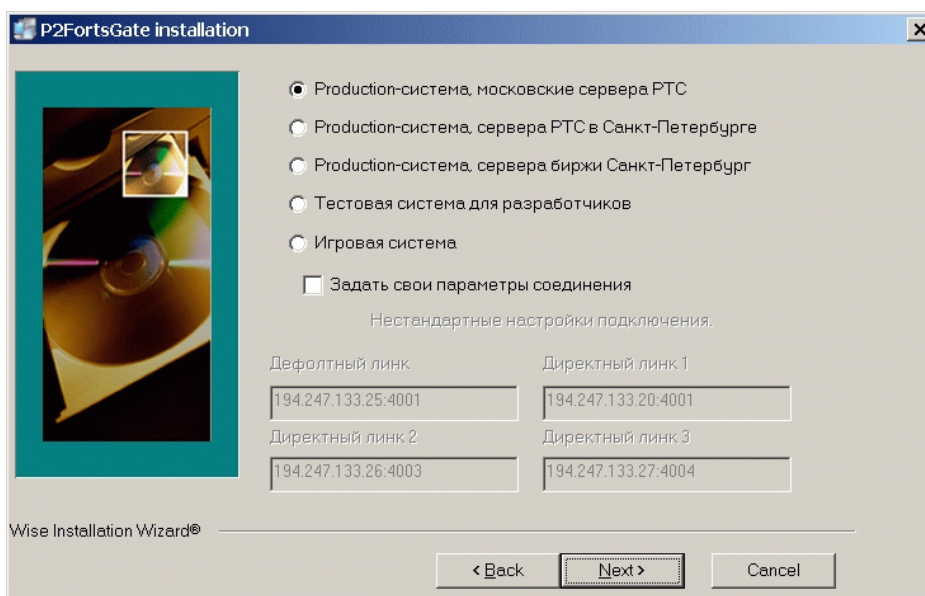 P2FortsGate installation
Production-система, московские сервера РТС
Production-система, сервера РТС в Санкт-Петербурге
Production-система, сервера биржи Санкт-Петербург
Тестовая система для разработчиков
Игровая система
Задать свои параметры соединения
Нестандартные настройки подключения.
Дефолтный линк
Директный линк 1
194.247.133.25:4001
194.247.133.20:4001
Директный линк 2
Директный линк 3
194.247.133.26:4003
194.247.133.27:4004
Wise Installation Wizard®
< Back
Next >
Cancel